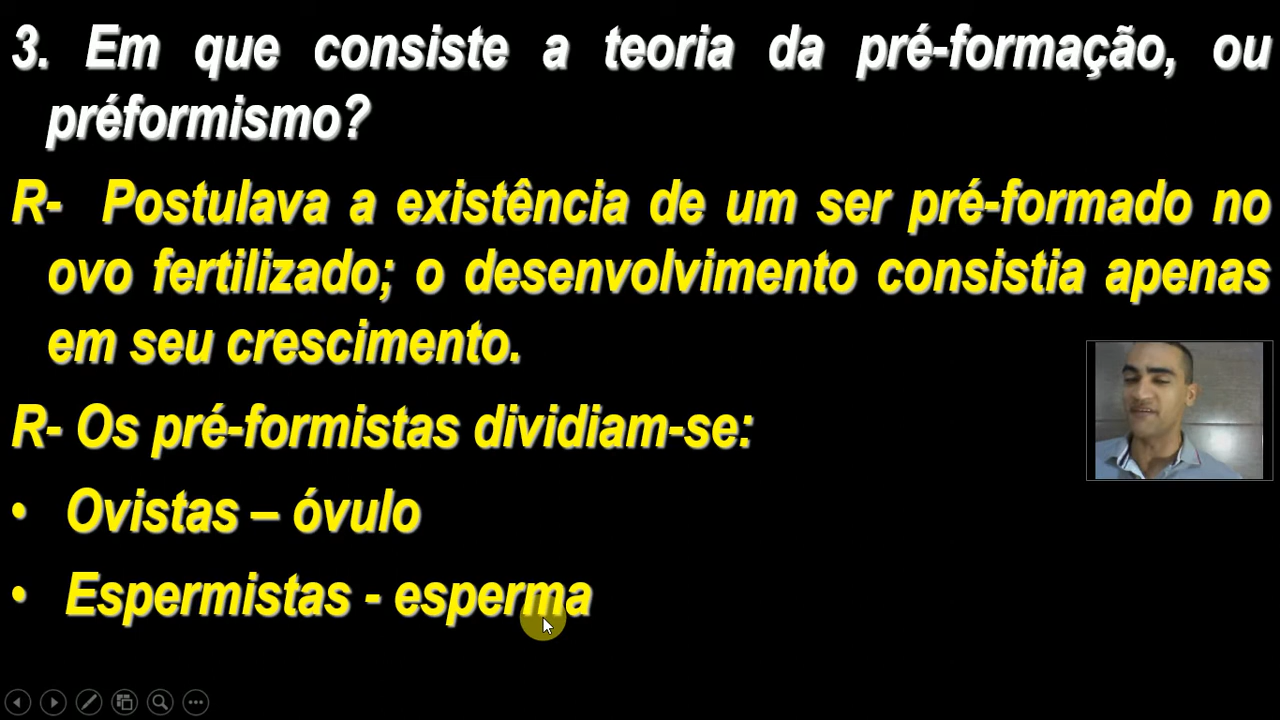 3. Em que consiste a teoria da pré-formação, ou
préformismo?
R- Postulava a existência de um ser pré-formado no
ovo fertilizado; o desenvolvimento consistia apenas
em seu crescimento.
R- Os pré-formistas dividiam-se:
• Ovistas – óvulo
• Espermistas - esperma